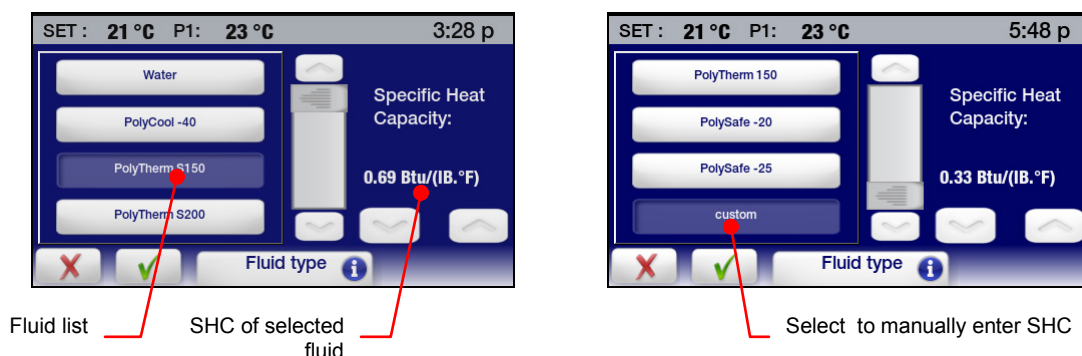 SET : 21 °C P1: 23 °C 3:28 p
Water
PolyCool -40
PolyTherm S150
PolyTherm S200
Specific Heat
Capacity:
0.69 Btu/(IB.°F)
Fluid type
Fluid list
SHC of selected
fluid
SET : 21 °C P1: 23 °C 5:48 p
PolyTherm 150
PolySafe -20
PolySafe -25
custom
Specific Heat
Capacity:
0.33 Btu/(IB.°F)
Fluid type
Select to manually enter SHC